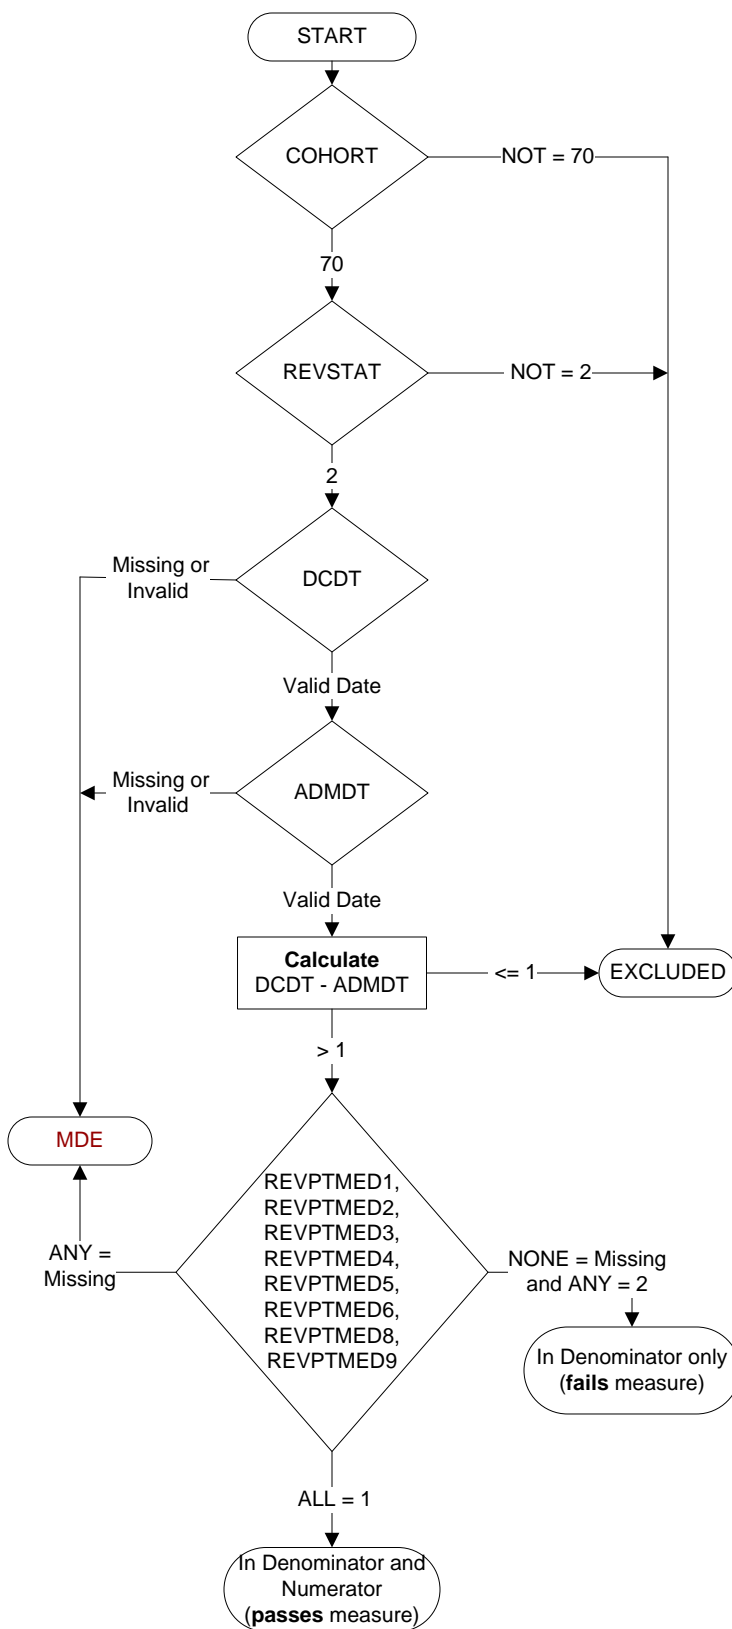 START
COHORT
NOT = 70
70
REVSTAT
NOT = 2
2
Missing or
Invalid
DCDT
Valid Date
Missing or
Invalid
ADMDT
Valid Date
Calculate
DCDT - ADMDT
<= 1
EXCLUDED
> 1
MDE
REVPTMED1,
REVPTMED2,
REVPTMED3,
REVPTMED4,
REVPTMED5,
REVPTMED6,
REVPTMED8,
REVPTMED9
ANY =
Missing
NONE = Missing
and ANY = 2
In Denominator only
(fails measure)
ALL = 1
In Denominator and
Numerator
(passes measure)